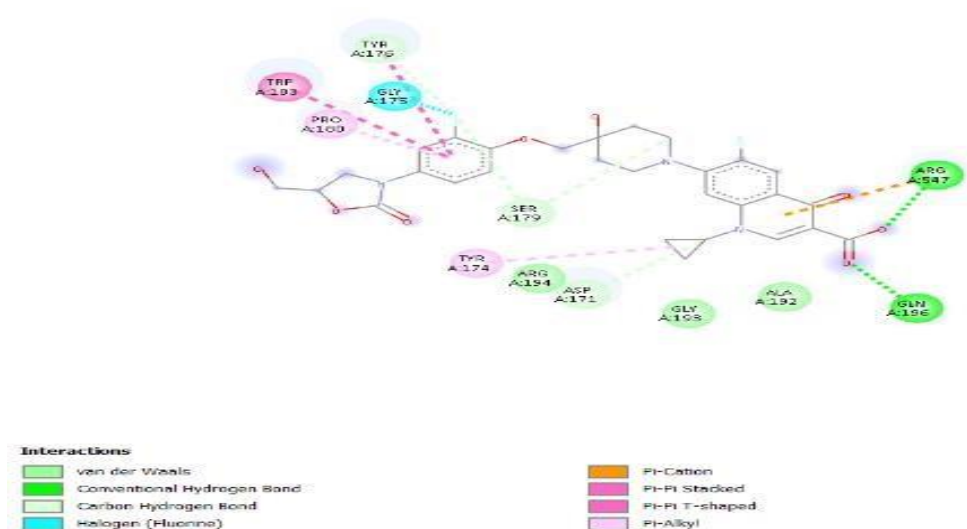 TYR
A:176
TRP
A:193
GLY
A:175
PRO
A:180
ARG
A:547
SER
A:179
TYR
A:174
ARG
A:194
ASP
A:171
GLY
A:198
ALA
A:192
GLN
A:196
Interactions
van der Waals
Conventional Hydrogen Bond
Carbon Hydrogen Bond
Halogen (Fluorine)
Pi-Cation
Pi-Pi Stacked
Pi-Pi T-shaped
Pi-Alkyl